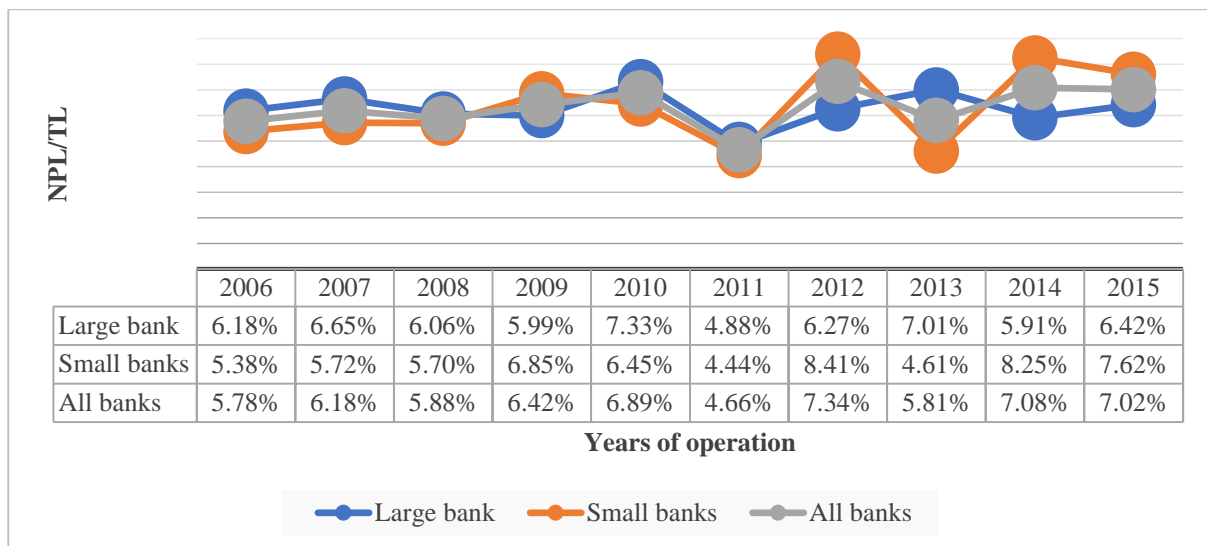 NPL/TL
2006 2007 2008 2009 2010 2011 2012 2013 2014 2015
Large bank 6.18% 6.65% 6.06% 5.99% 7.33% 4.88% 6.27% 7.01% 5.91% 6.42%
Small banks 5.38% 5.72% 5.70% 6.85% 6.45% 4.44% 8.41% 4.61% 8.25% 7.62%
All banks 5.78% 6.18% 5.88% 6.42% 6.89% 4.66% 7.34% 5.81% 7.08% 7.02%
Years of operation
Large bank Small banks All banks